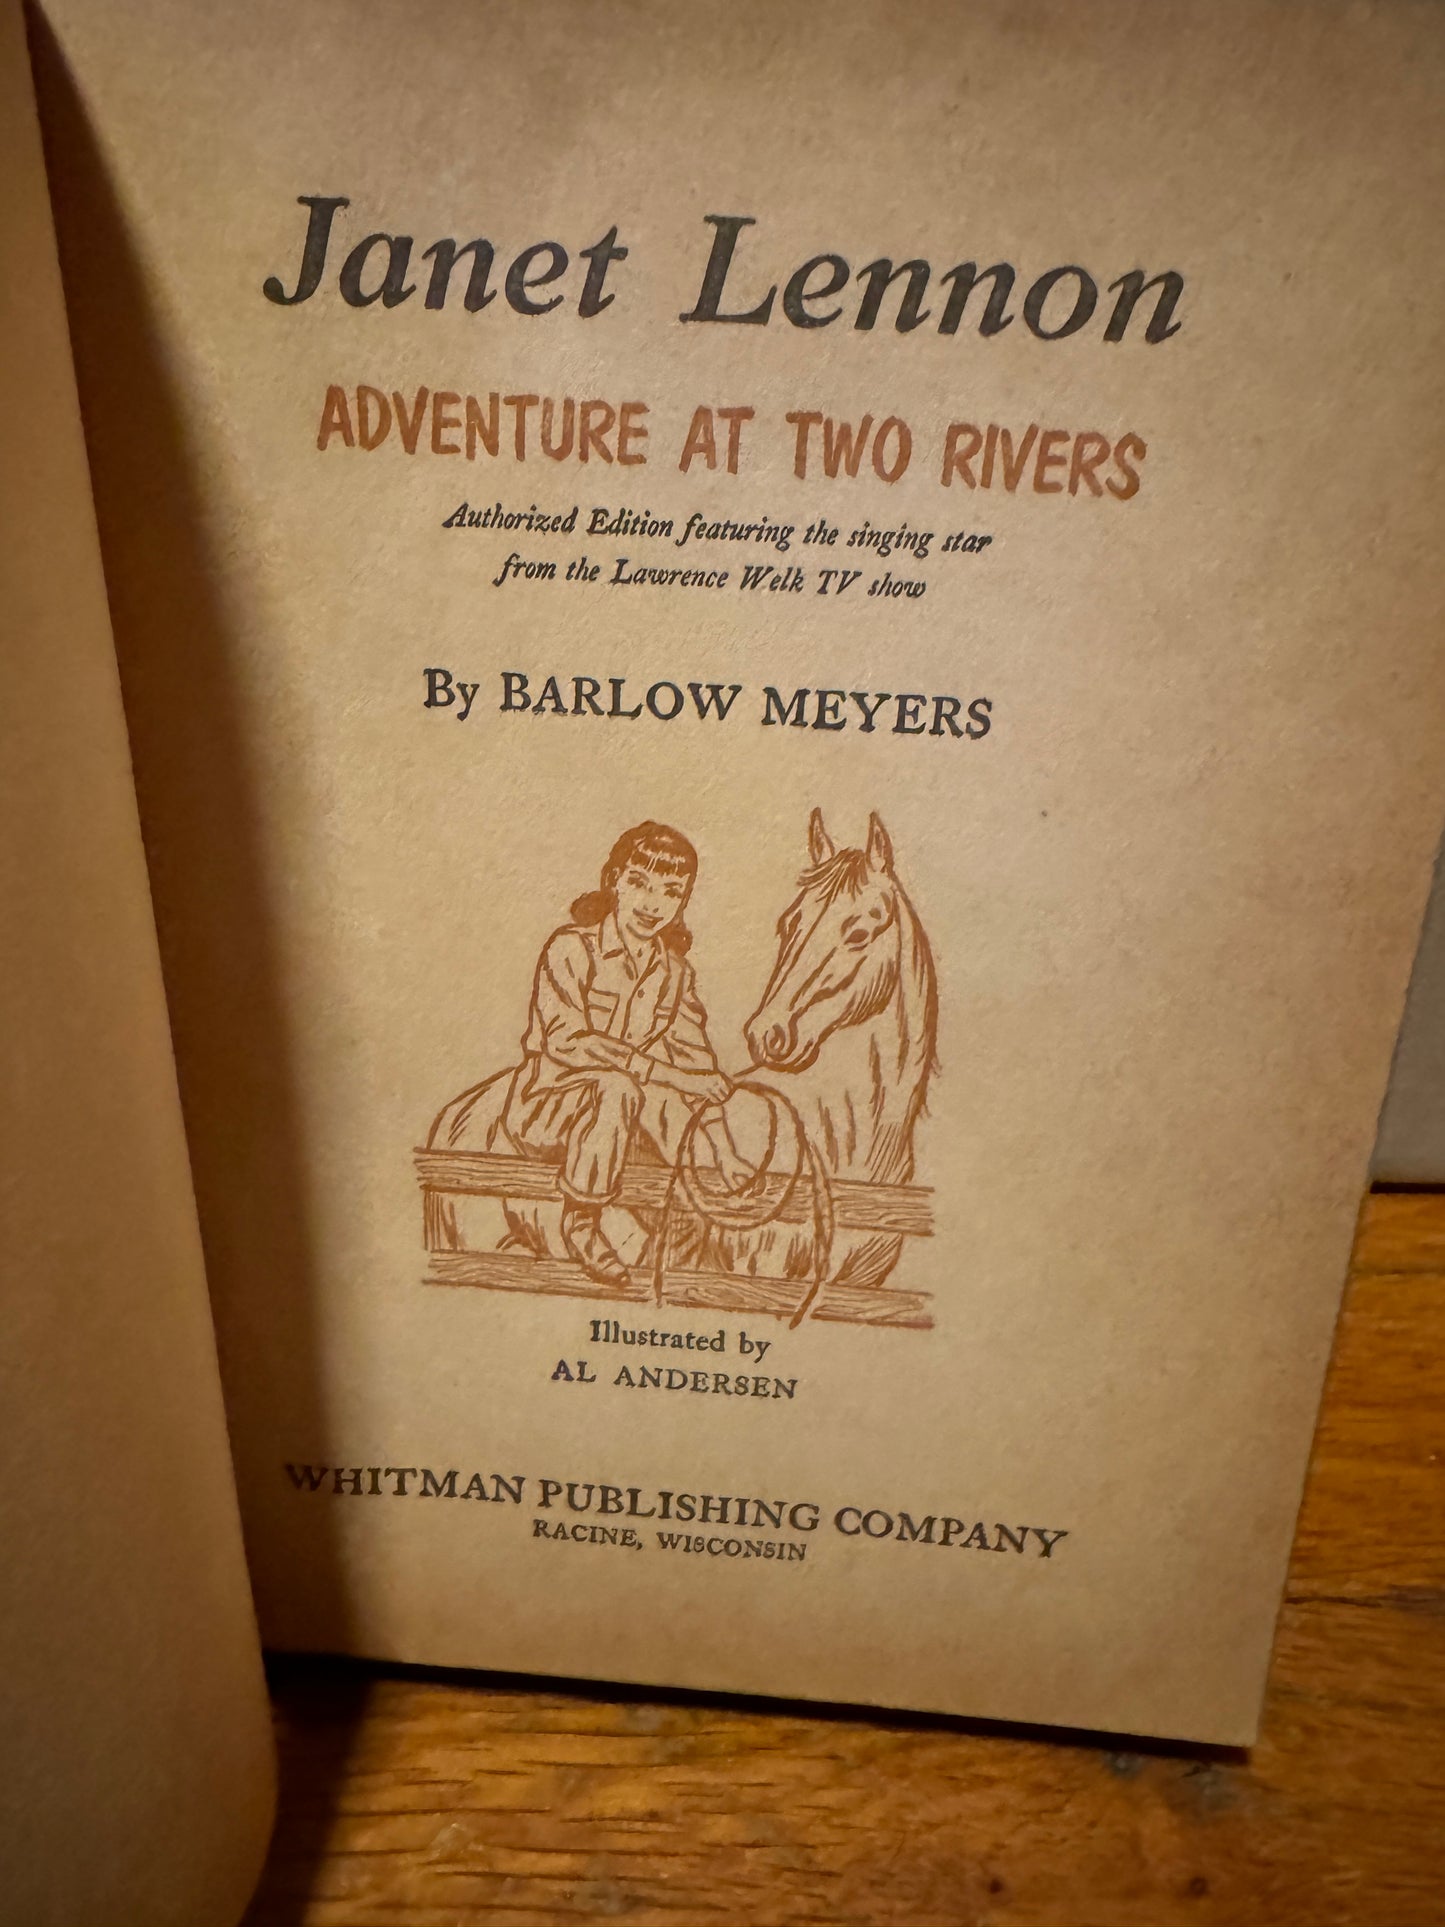 Janet Lennon
ADVENTURE AT TWO RIVERS
Authorized Edition featuring the singing star
from the Lawrence Welk TV show
By BARLOW MEYERS
Illustrated by
AL ANDERSEN
WHITMAN PUBLISHING COMPANY
RACINE, WISCONSIN